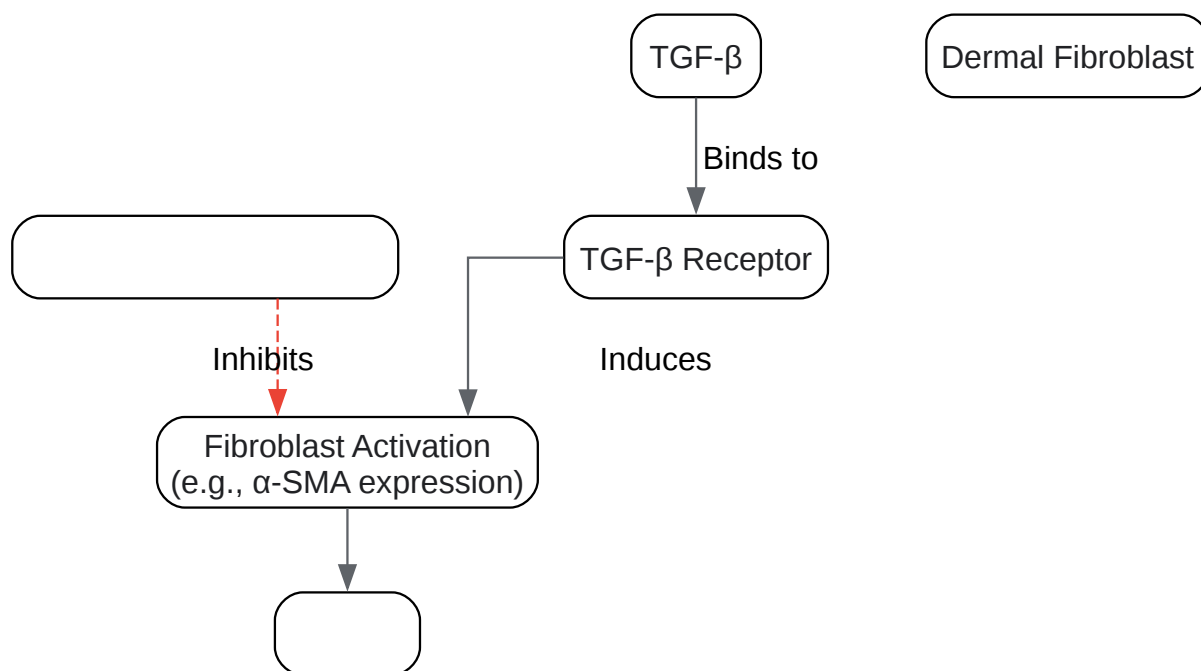 TGF-β
Dermal Fibroblast
Binds to
TGF-β Receptor
Inhibits
Induces
Fibroblast Activation
(e.g., α-SMA expression)